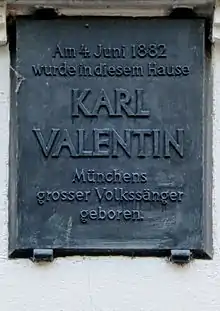 Am 4. Juni 1882
wurde in diesem Hause
KARL
VALENTIN
Münchens
grosser Volkssänger
geboren.